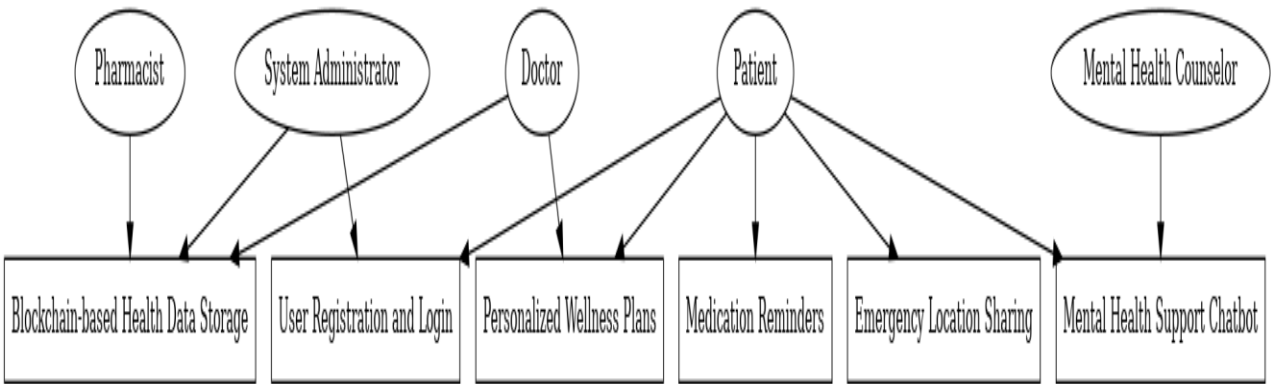 Pharmacist
System Administrator
Doctor
Patient
Mental Health Counselor
Blockchain-based Health Data Storage
User Registration and Login
Personalized Wellness Plans
Medication Reminders
Emergency Location Sharing
Mental Health Support Chatbot